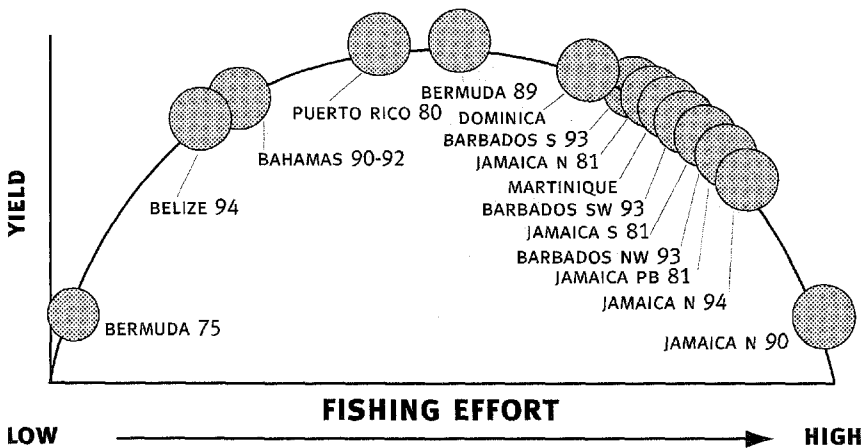 YIELD
PUERTO RICO 80
BERMUDA 89
DOMINICA
BARBADOS S 93
JAMAICA N 81
BAHAMAS 90-92
MARTINIQUE
BELIZE 94
BARBADOS SW 93
JAMAICA S 81
BARBADOS NW 93
JAMAICA PB 81
JAMAICA N 94
BERMUDA 75
JAMAICA N 90
FISHING EFFORT
LOW HIGH